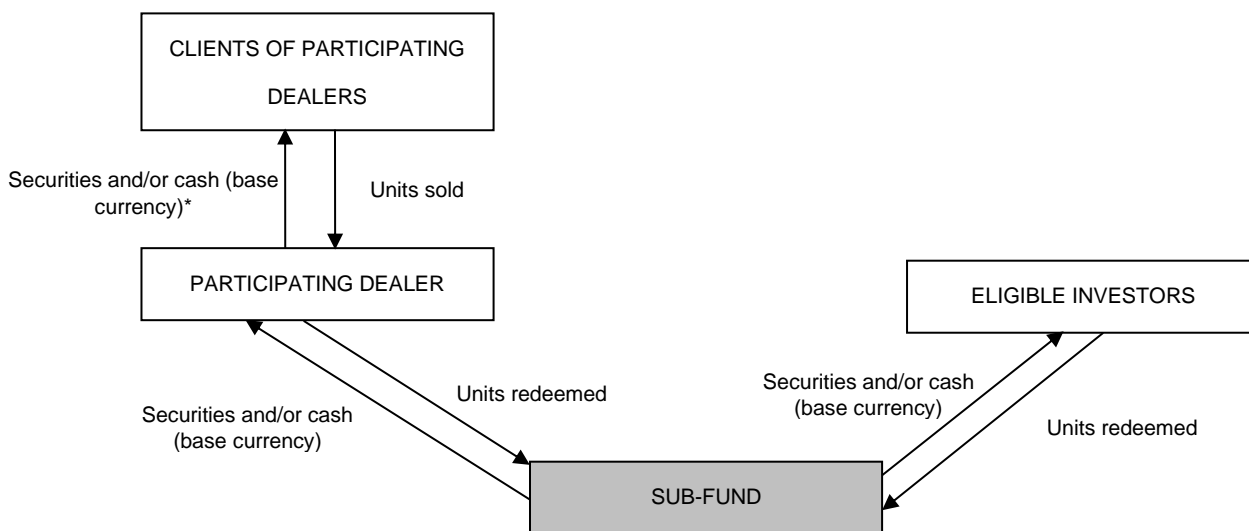 CLIENTS OF PARTICIPATING
DEALERS
Securities and/or cash (base
currency)*
Units sold
PARTICIPATING DEALER
ELIGIBLE INVESTORS
Securities and/or cash
(base currency)
Units redeemed
Securities and/or cash
(base currency)
Units redeemed
SUB-FUND